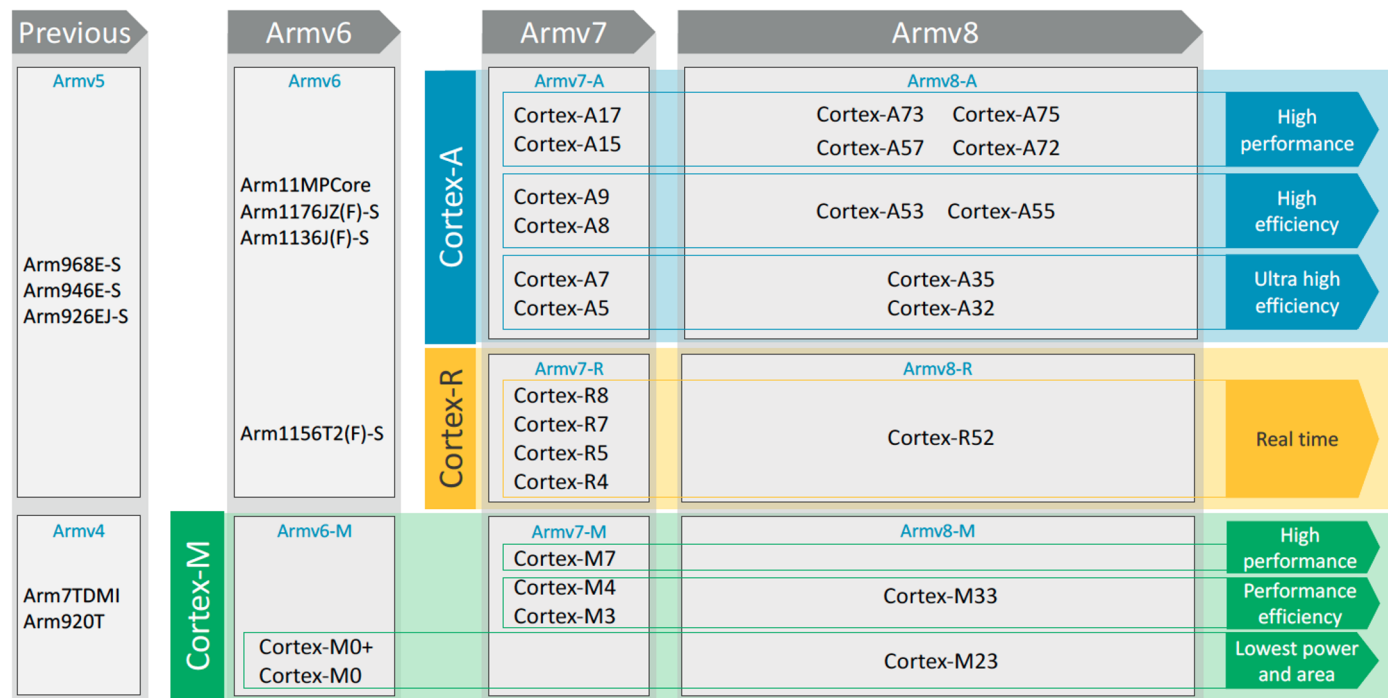 Previous
Armv6
Armv7
Armv8
Armv5
Arm968E-S
Arm946E-S
Arm926EJ-S
Armv4
Arm7TDMI
Arm920T
Armv6
Arm11MPCore
Arm1176JZ(F)-S
Arm1136J(F)-S
Arm1156T2(F)-S
Cortex-A
Armv7-A
Cortex-A17
Cortex-A15
Cortex-A9
Cortex-A8
Cortex-A7
Cortex-A5
Armv8-A
Cortex-A73 Cortex-A75
Cortex-A57 Cortex-A72
Cortex-A53 Cortex-A55
Cortex-A35
Cortex-A32
High
performance
High
efficiency
Ultra high
efficiency
Cortex-R
Armv7-R
Cortex-R8
Cortex-R7
Cortex-R5
Cortex-R4
Armv8-R
Cortex-R52
Real time
Cortex-M
Armv6-M
Cortex-M0+
Cortex-M0
Armv7-M
Cortex-M7
Cortex-M4
Cortex-M3
Armv8-M
Cortex-M33
Cortex-M23
High
performance
Performance
efficiency
Lowest power
and area